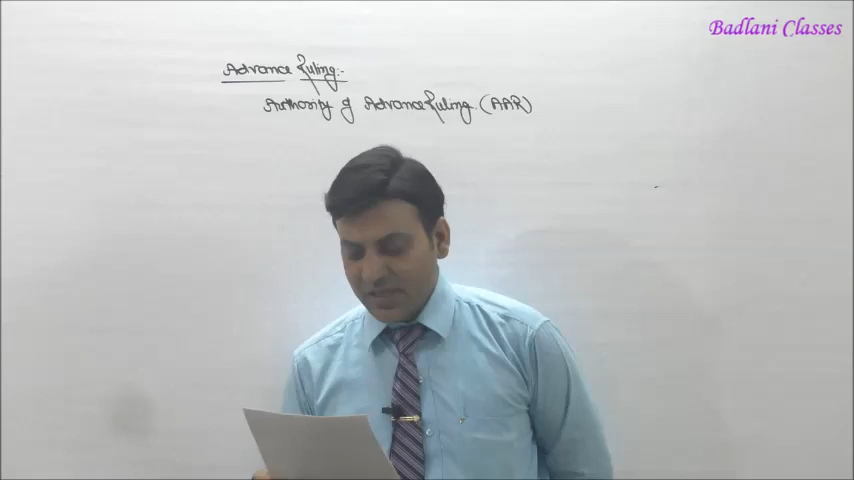 Badlani Classes
Advance Ruling:-
Authority of Advance Ruling. (AAR)